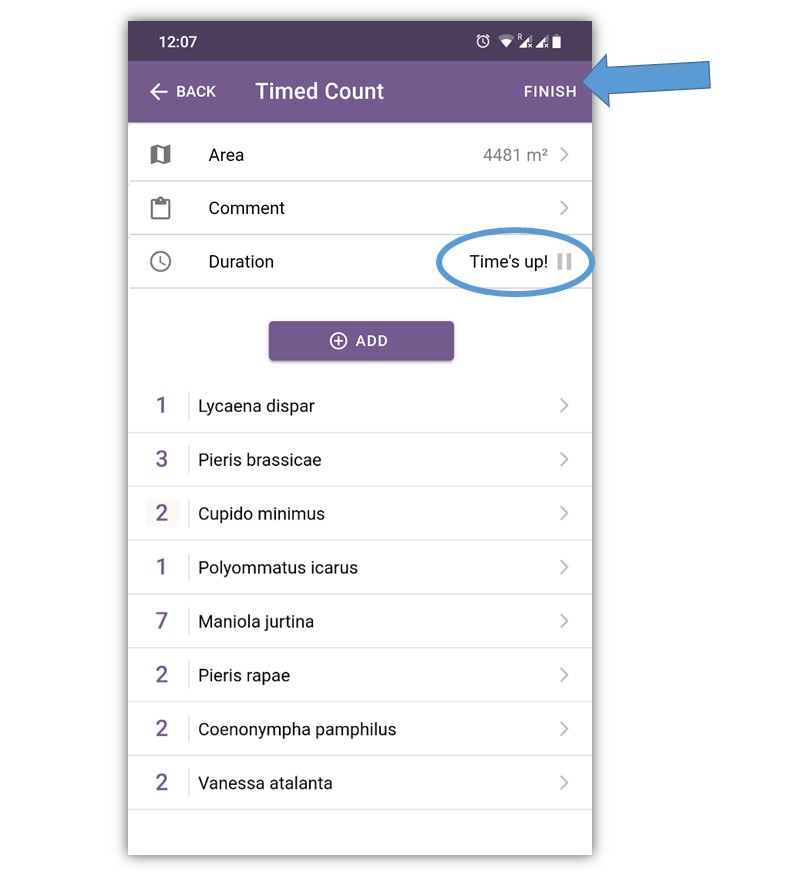 12:07 R
BACK Timed Count FINISH
Area 4481 m²
Comment
Duration Time's up!
ADD
1 Lycaena dispar
3 Pieris brassicae
2 Cupido minimus
1 Polyommatus icarus
7 Maniola jurtina
2 Pieris rapae
2 Coenonympha pamphilus
2 Vanessa atalanta